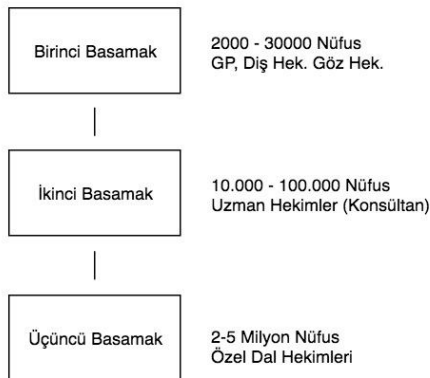 Birinci Basamak
2000 - 30000 Nüfus
GP, Diş Hek. Göz Hek.
İkinci Basamak
10.000 - 100.000 Nüfus
Uzman Hekimler (Konsültan)
Üçüncü Basamak
2-5 Milyon Nüfus
Özel Dal Hekimleri